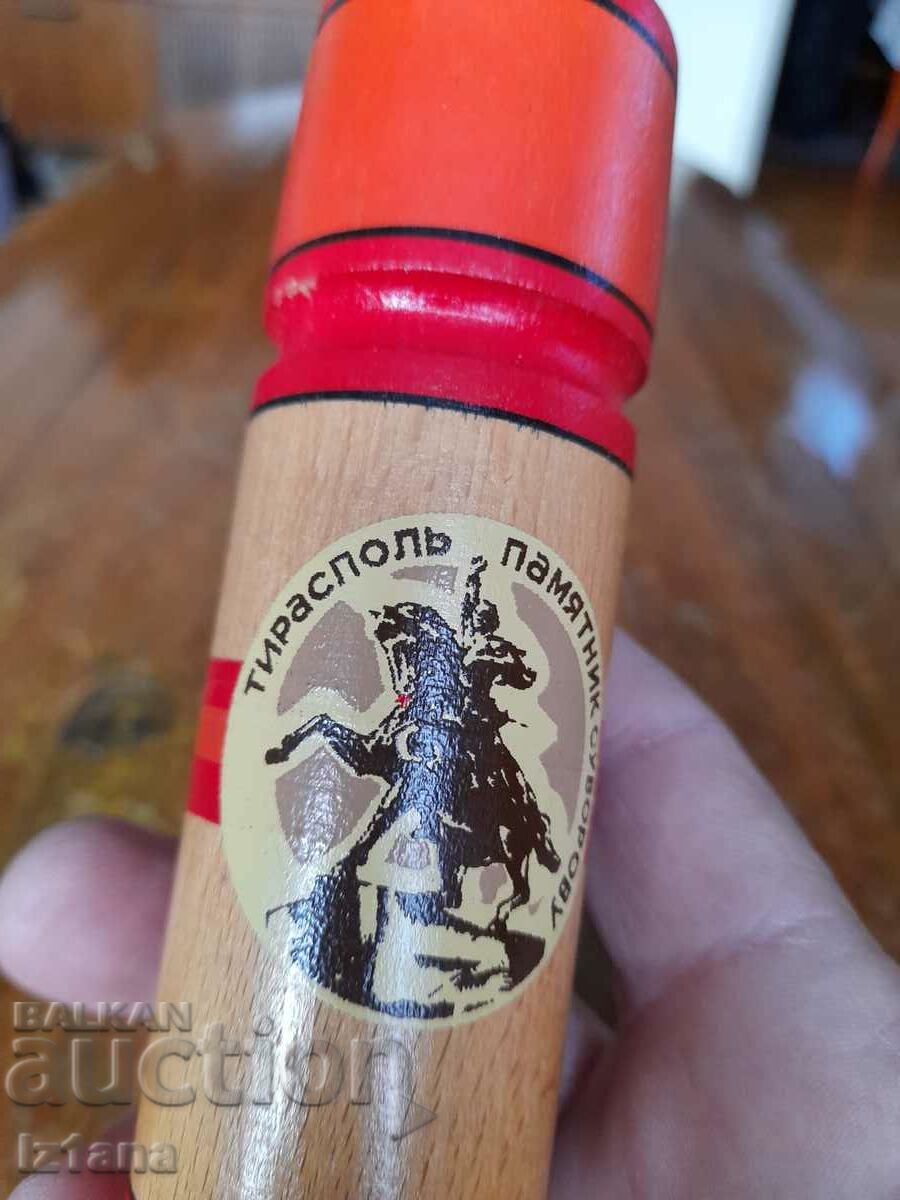 Тирасполь Памятник Суворову
BALKAN
auction
Iz1ana